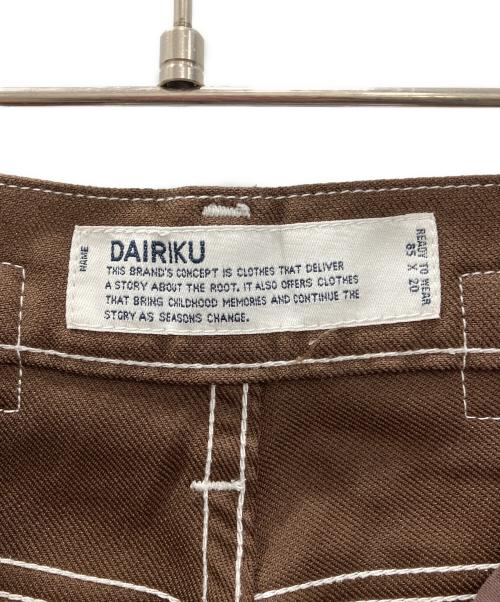 NAME
DAIRIKU
THIS BRAND'S CONCEPT IS CLOTHES THAT DELIVER
A STORY ABOUT THE ROOT. IT ALSO OFFERS CLOTHES
THAT BRING CHILDHOOD MEMORIES AND CONTINUE THE
STORY AS SEASONS CHANGE.
READY TO WEAR
85 X 20